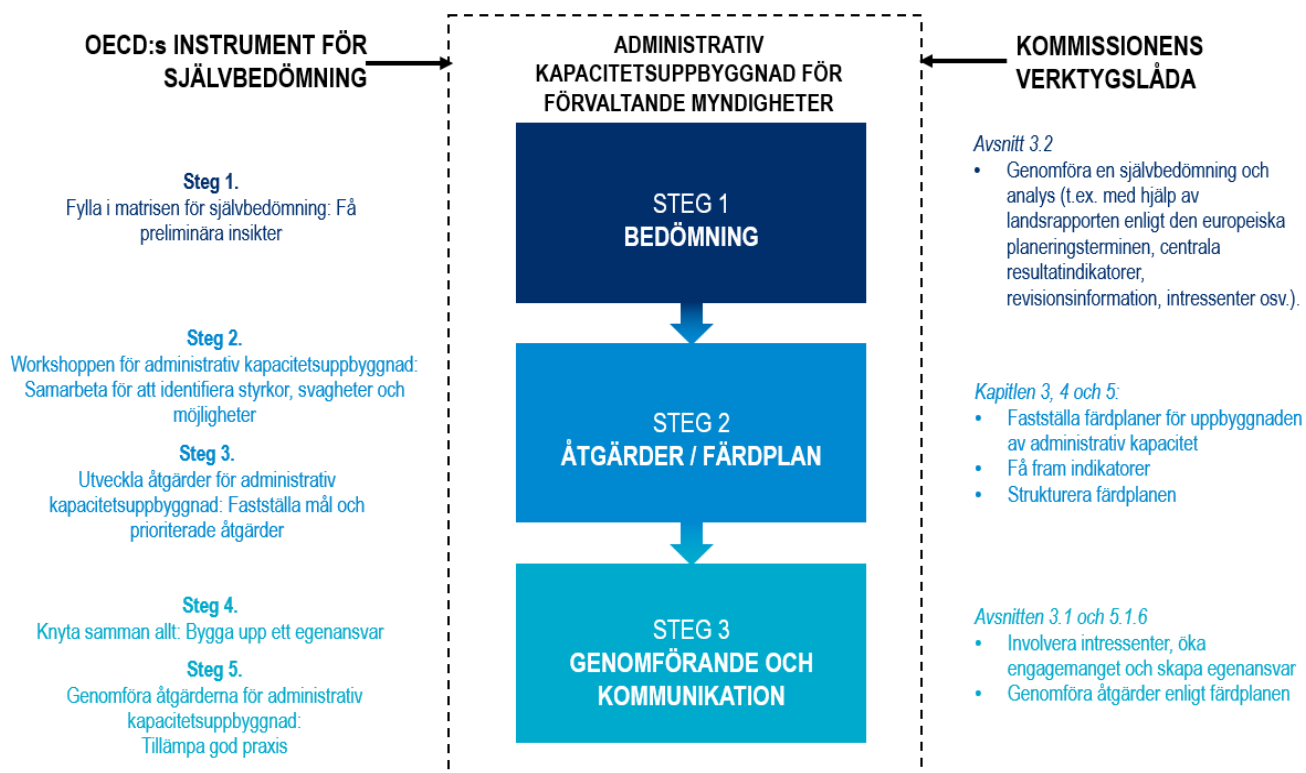 OECD:s INSTRUMENT FÖR
SJÄLVBEDÖMNING
Steg 1.
Fylla i matrisen för självbedömning: Få
preliminära insikter
Steg 2.
Workshoppen för administrativ kapacitetsuppbyggnad:
Samarbeta för att identifiera styrkor, svagheter och
möjligheter
Steg 3.
Utveckla åtgärder för administrativ
kapacitetsuppbyggnad: Fastställa mål och
prioriterade åtgärder
Steg 4.
Knyta samman allt: Bygga upp ett egenansvar
Steg 5.
Genomföra åtgärderna för administrativ
kapacitetsuppbyggnad:
Tillämpa god praxis
ADMINISTRATIV
KAPACITETSUPPBYGGNAD FÖR
FÖRVALTANDE MYNDIGHETER
STEG 1
BEDÖMNING
STEG 2
ÅTGÄRDER / FÄRDPLAN
STEG 3
GENOMFÖRANDE OCH
KOMMUNIKATION
KOMMISSIONENS
VERKTYGSLÅDA
Avsnitt 3.2
• Genomföra en självbedömning och
analys (t.ex. med hjälp av
landsrapporten enligt den europeiska
planeringsterminen, centrala
resultatindikatorer,
revisionsinformation, intressenter osv.).
Kapitlen 3, 4 och 5:
• Fastställa färdplaner för uppbyggnaden
av administrativ kapacitet
• Få fram indikatorer
• Strukturera färdplanen
Avsnitten 3.1 och 5.1.6
• Involvera intressenter, öka
engagemanget och skapa egenansvar
• Genomföra åtgärder enligt färdplanen